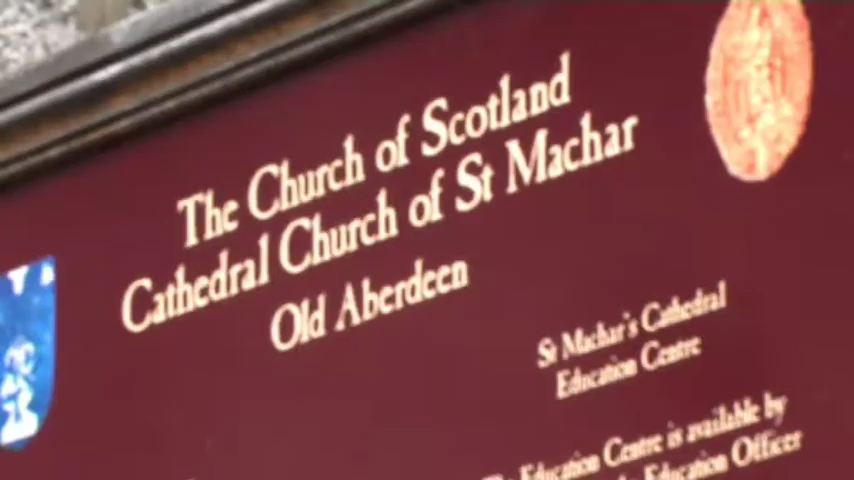 The Church of Scotland
Cathedral Church of St Machar
Old Aberdeen
St Machar's Cathedral
Education Centre
The Education Centre is available by
Education Officer